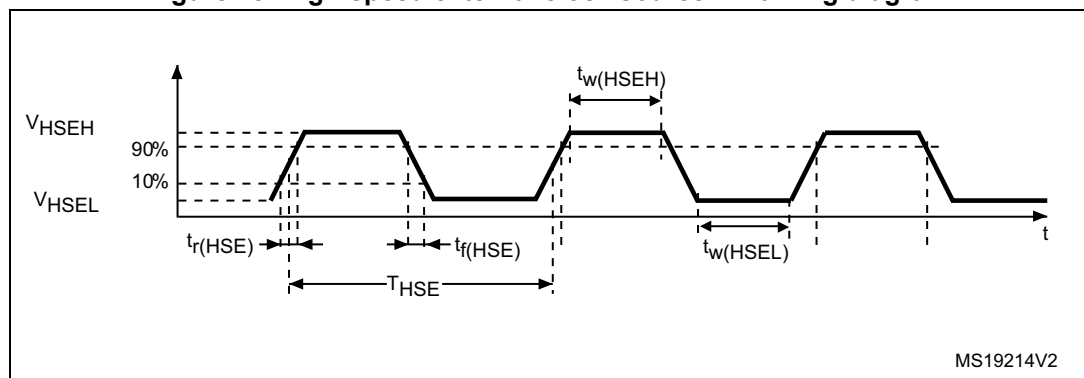 tw(HSEH)
VHSEH
90%
10%
VHSEL
tr(HSE)
tf(HSE)
tw(HSEL)
t
THSE
MS19214V2